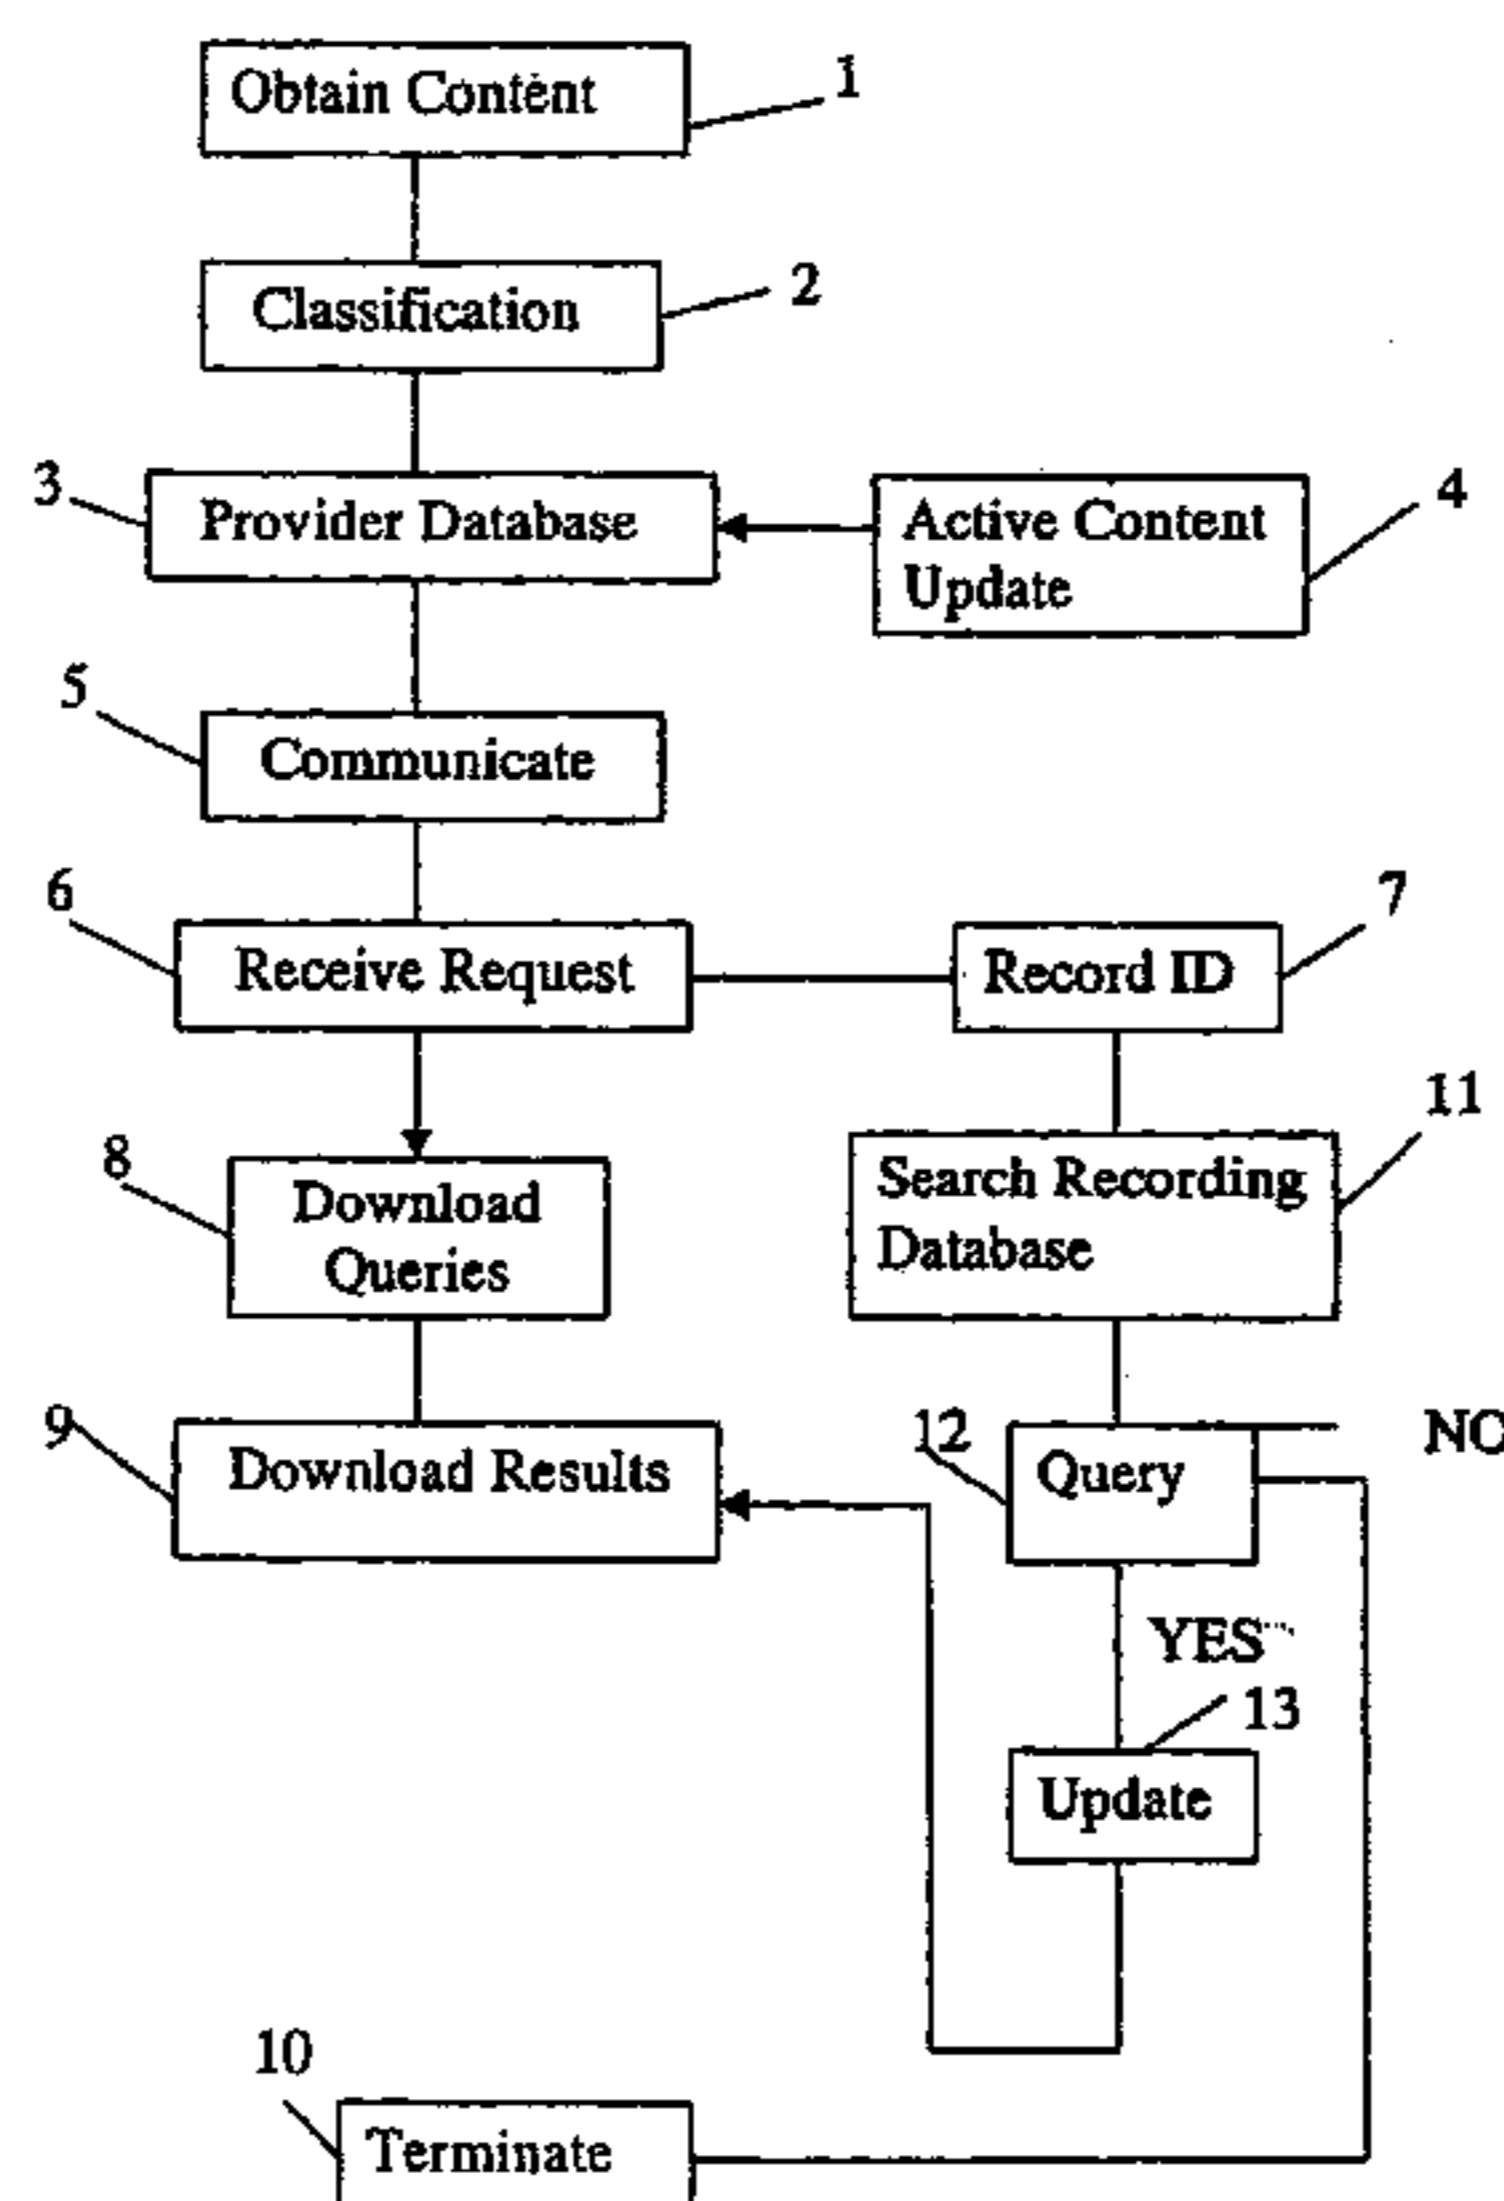 Obtain Content
1
Classification
2
3
Provider Database
Active Content
Update
4
5
Communicate
6
Receive Request
Record ID
7
8
Download
Queries
Search Recording
Database
11
9
Download Results
12
Query
NO
YES
13
Update
10
Terminate